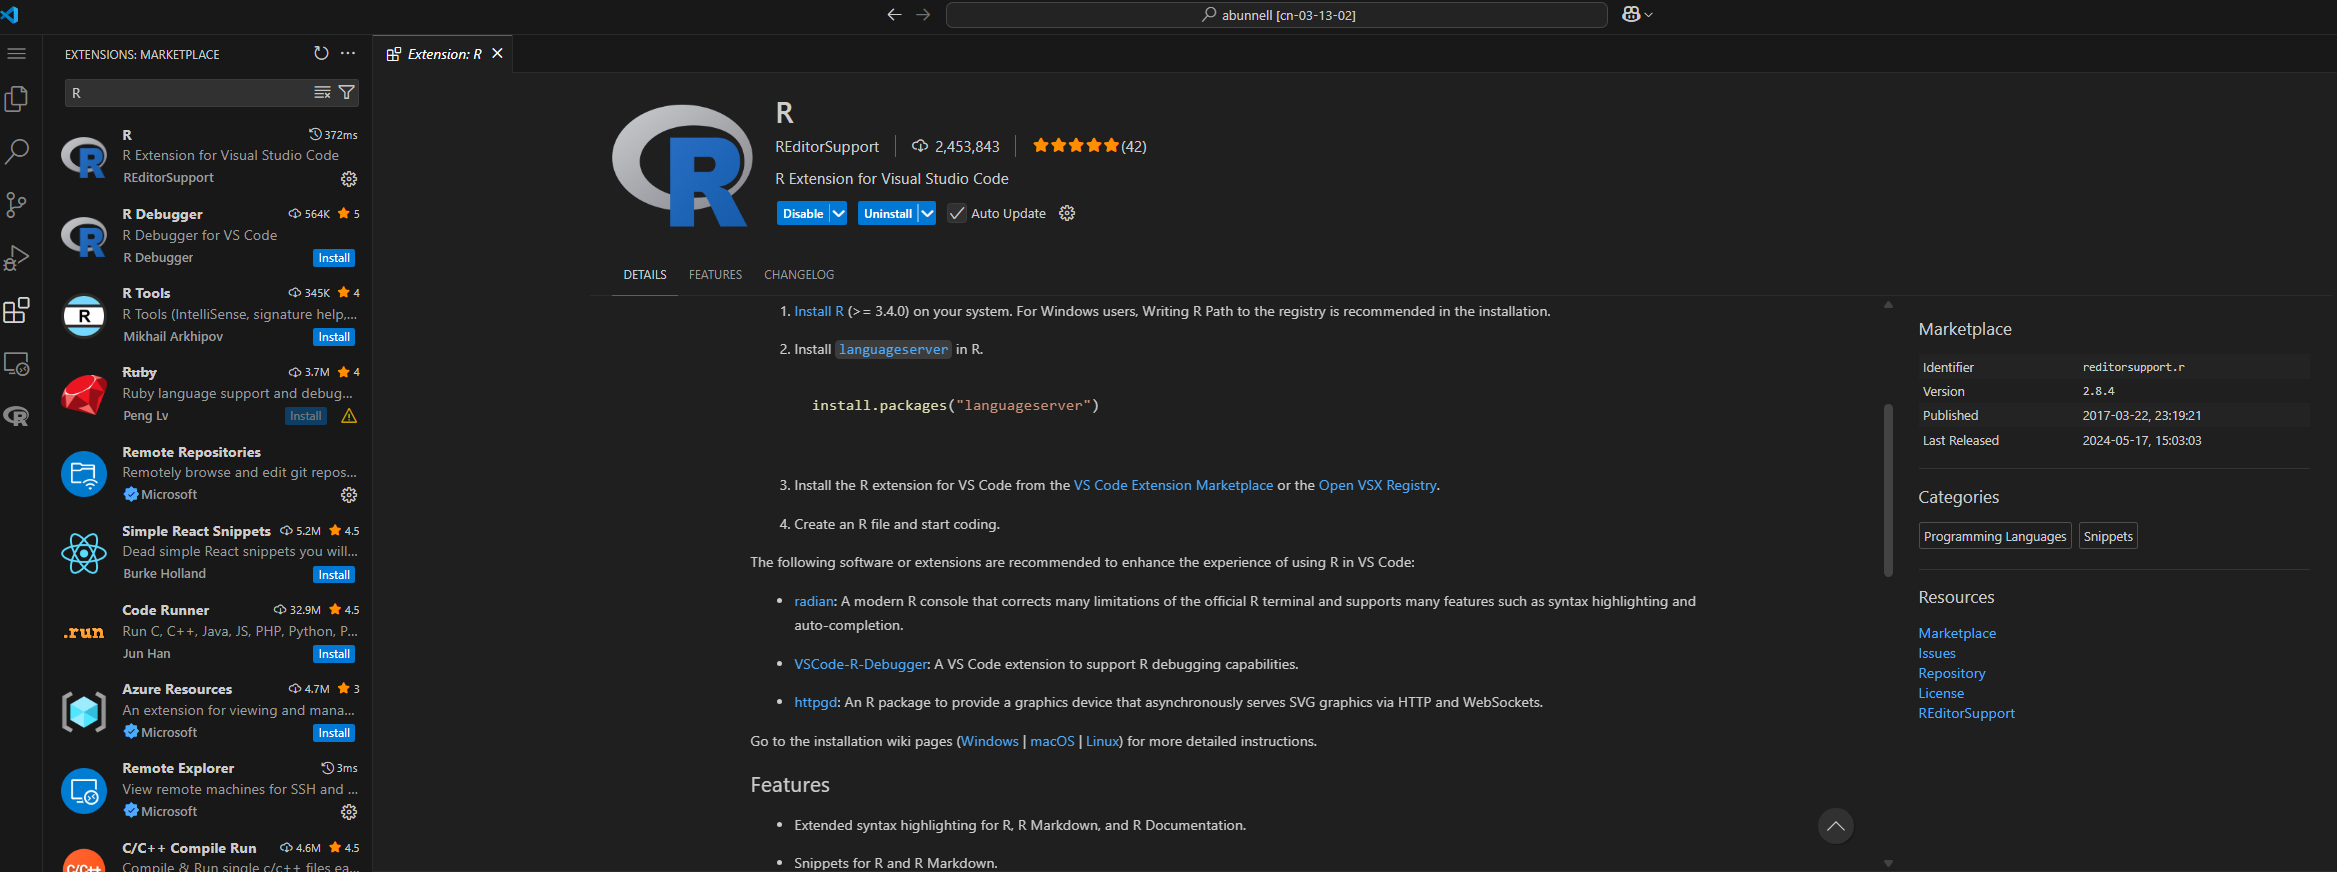 abunnell [cn-03-13-02]
EXTENSIONS: MARKETPLACE
R
R
372ms
R Extension for Visual Studio Code
REditorSupport
R Debugger
564K
5
R Debugger for VS Code
R Debugger
Install
R Tools
345K
4
R Tools (IntelliSense, signature help,...
Mikhail Arkhipov
Install
Ruby
3.7M
4
Ruby language support and debug...
Peng Lv
Install
Remote Repositories
Remotely browse and edit git repos...
Microsoft
Simple React Snippets
5.2M
4.5
Dead simple React snippets you will...
Burke Holland
Install
Code Runner
32.9M
4.5
.run
Run C, C++, Java, JS, PHP, Python, P...
Jun Han
Install
Azure Resources
4.7M
3
An extension for viewing and mana...
Microsoft
Install
Remote Explorer
3ms
View remote machines for SSH and ...
Microsoft
C/C++ Compile Run
4.6M
4.5
Compile & Run single c/c++ files ea...
C/C++
Extension: R
R
R
REditorSupport
2,453,843
(42)
R Extension for Visual Studio Code
Disable
Uninstall
Auto Update
DETAILS
FEATURES
CHANGELOG
1. Install R (>= 3.4.0) on your system. For Windows users, Writing R Path to the registry is recommended in the installation.
2. Install languageserver in R.
install.packages("languageserver")
3. Install the R extension for VS Code from the VS Code Extension Marketplace or the Open VSX Registry.
4. Create an R file and start coding.
The following software or extensions are recommended to enhance the experience of using R in VS Code:
• radian: A modern R console that corrects many limitations of the official R terminal and supports many features such as syntax highlighting and
auto-completion.
• VSCode-R-Debugger: A VS Code extension to support R debugging capabilities.
• httpgd: An R package to provide a graphics device that asynchronously serves SVG graphics via HTTP and WebSockets.
Go to the installation wiki pages (Windows | macOS | Linux) for more detailed instructions.
Features
• Extended syntax highlighting for R, R Markdown, and R Documentation.
• Snippets for R and R Markdown.
Marketplace
Identifier
reditorsupport.r
Version
2.8.4
Published
2017-03-22, 23:19:21
Last Released
2024-05-17, 15:03:03
Categories
Programming Languages
Snippets
Resources
Marketplace
Issues
Repository
License
REditorSupport